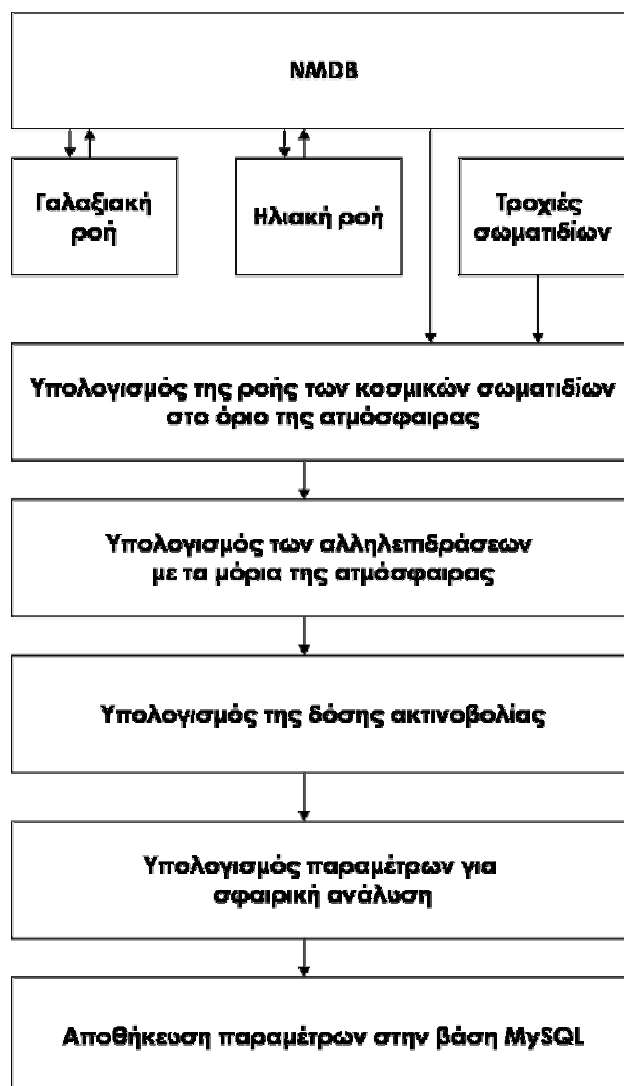 NMDB
Γαλαξιακή
ροή
Ηλιακή ροή
Τροχιές
σωματιδίων
Υπολογισμός της ροής των κοσμικών σωματιδίων
στο όριο της ατμόσφαιρας
Υπολογισμός των αλληλεπιδράσεων
με τα μόρια της ατμόσφαιρας
Υπολογισμός της δόσης ακτινοβολίας
Υπολογισμός παραμέτρων για
σφαιρική ανάλυση
Αποθήκευση παραμέτρων στην βάση MySQL